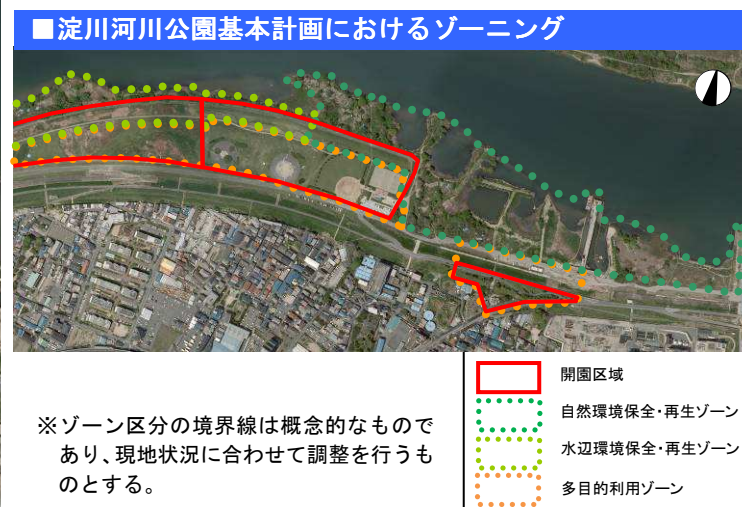 ■淀川河川公園基本計画におけるゾーニング
開園区域
自然環境保全・再生ゾーン
水辺環境保全・再生ゾーン
多目的利用ゾーン
※ゾーン区分の境界線は概念的なもので
あり、現地状況に合わせて調整を行うも
のとする。